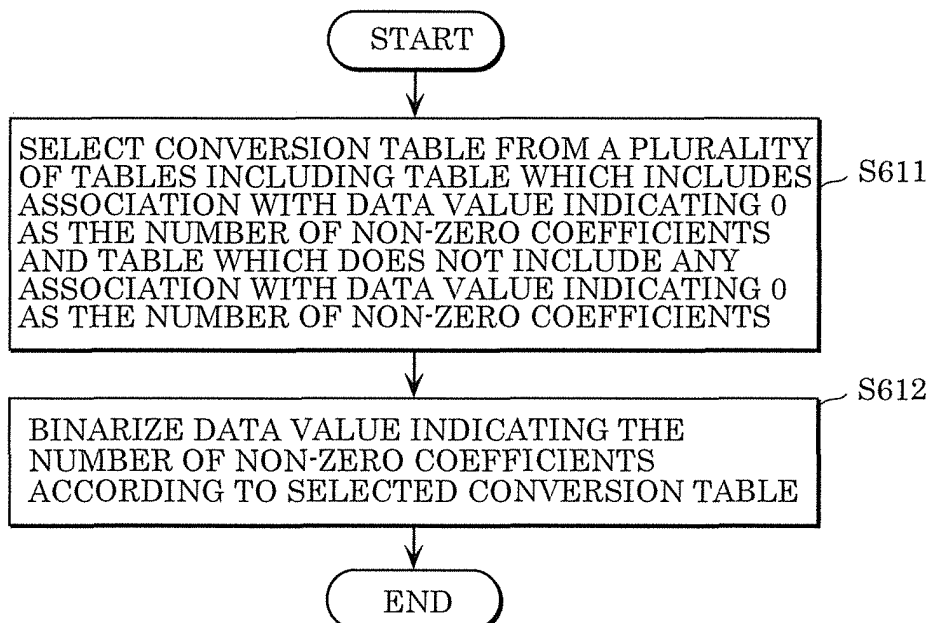 START
SELECT CONVERSION TABLE FROM A PLURALITY
OF TABLES INCLUDING TABLE WHICH INCLUDES
ASSOCIATION WITH DATA VALUE INDICATING 0
AS THE NUMBER OF NON-ZERO COEFFICIENTS
AND TABLE WHICH DOES NOT INCLUDE ANY
ASSOCIATION WITH DATA VALUE INDICATING 0
AS THE NUMBER OF NON-ZERO COEFFICIENTS
S611
BINARIZE DATA VALUE INDICATING THE
NUMBER OF NON-ZERO COEFFICIENTS
ACCORDING TO SELECTED CONVERSION TABLE
S612
END